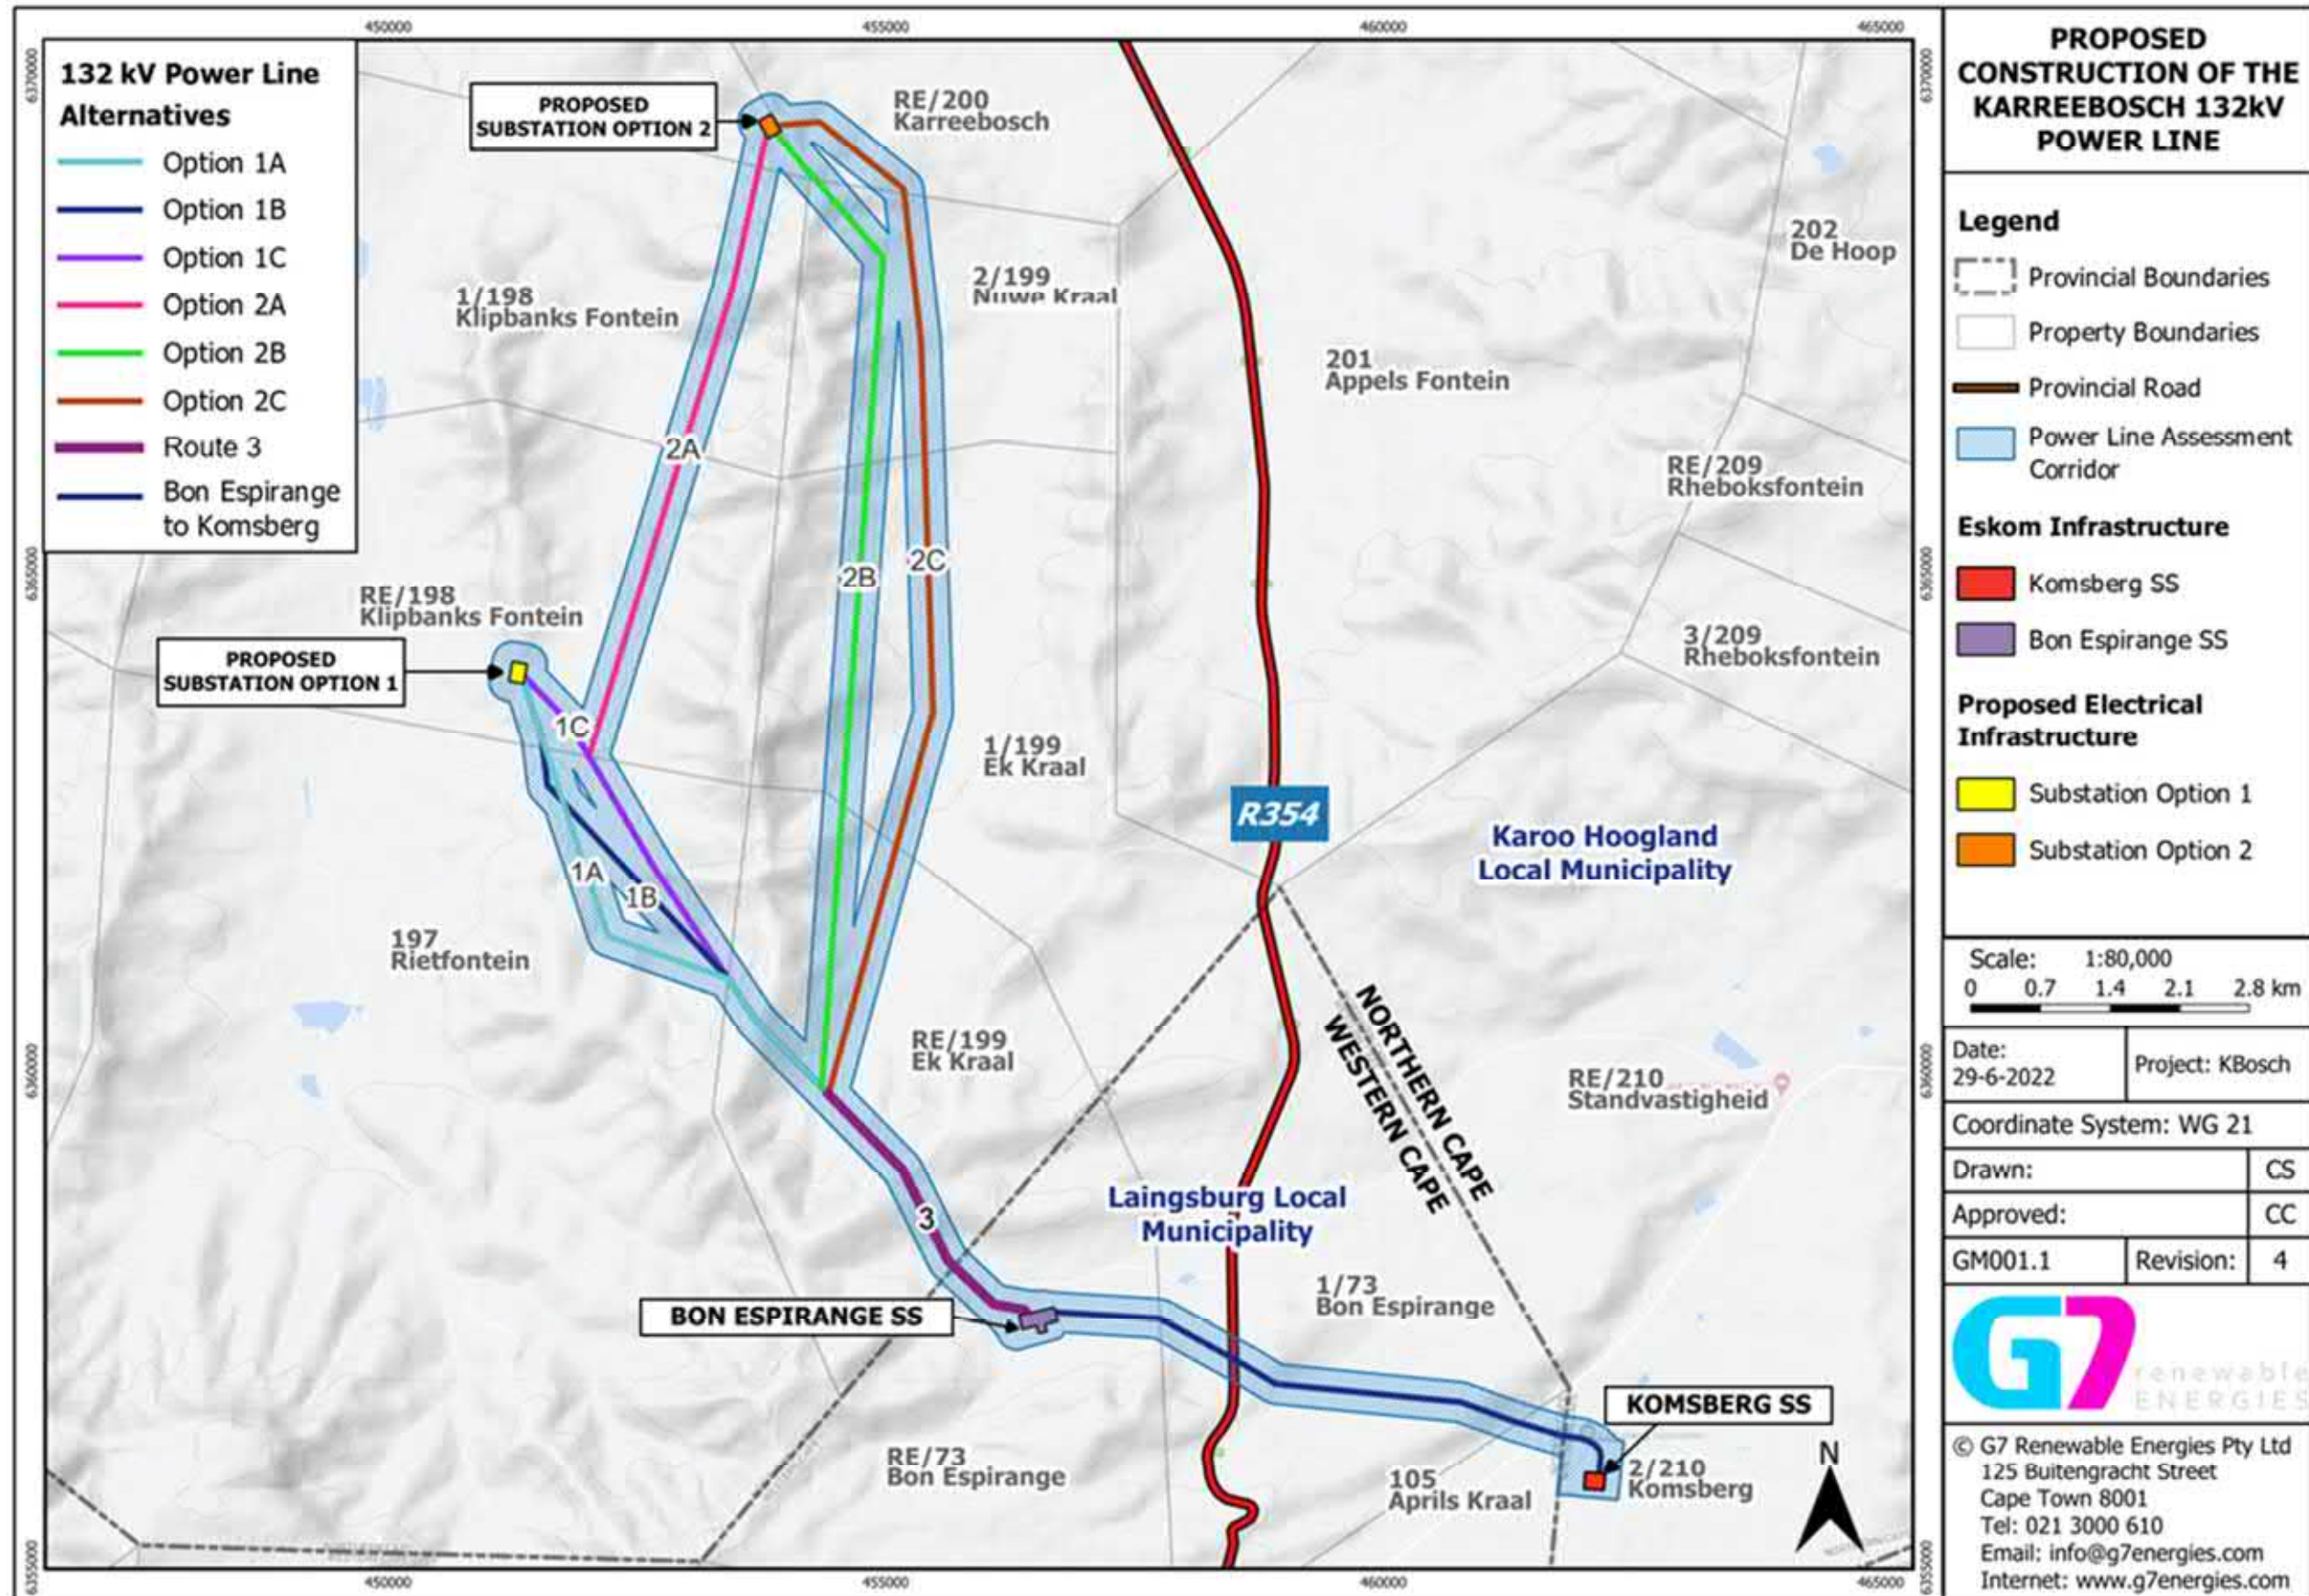 450000
455000
460000
465000
6370000
6370000
132 kV Power Line
Alternatives
Option 1A
Option 1B
Option 1C
Option 2A
Option 2B
Option 2C
Route 3
Bon Espirange
to Komsberg
PROPOSED
SUBSTATION OPTION 2
RE/200
Karreebosch
202
De Hoop
2/199
Nuwe Kraal
1/198
Klipbanks Fontein
201
Appels Fontein
2A
RE/209
Rheboksfontein
2C
2B
6365000
6365000
RE/198
Klipbanks Fontein
3/209
Rheboksfontein
PROPOSED
SUBSTATION OPTION 1
1C
1/199
Ek Kraal
R354
Karoo Hoogland
Local Municipality
1A
1B
197
Rietfontein
NORTHERN CAPE
WESTERN CAPE
RE/199
Ek Kraal
6360000
6360000
RE/210
Standvastigheid
Laingsburg Local
Municipality
3
1/73
Bon Espirange
BON ESPIRANGE SS
KOMSBERG SS
RE/73
Bon Espirange
105
Aprils Kraal
2/210
Komsberg
N
6355000
6355000
450000
455000
460000
465000
PROPOSED
CONSTRUCTION OF THE
KARREEBOSCH 132kV
POWER LINE
Legend
Provincial Boundaries
Property Boundaries
Provincial Road
Power Line Assessment
Corridor
Eskom Infrastructure
Komsberg SS
Bon Espirange SS
Proposed Electrical
Infrastructure
Substation Option 1
Substation Option 2
Scale: 1:80,000
0 0.7 1.4 2.1 2.8 km
Date:
29-6-2022
Project: KBosch
Coordinate System: WG 21
Drawn: CS
Approved: CC
GM001.1 Revision: 4
G7
renewable
ENERGIES
© G7 Renewable Energies Pty Ltd
125 Buitengracht Street
Cape Town 8001
Tel: 021 3000 610
Email: info@g7energies.com
Internet: www.g7energies.com